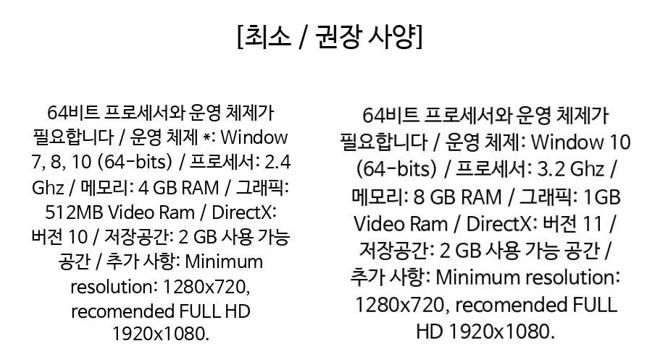 [최소 / 권장 사양]
64비트 프로세서와 운영 체제가
필요합니다 / 운영 체제 *: Window
7, 8, 10 (64-bits) / 프로세서: 2.4
Ghz / 메모리: 4 GB RAM / 그래픽:
512MB Video Ram / DirectX:
버전 10 / 저장공간: 2 GB 사용 가능
공간 / 추가 사항: Minimum
resolution: 1280x720,
recomended FULL HD
1920x1080.
64비트 프로세서와 운영 체제가
필요합니다 / 운영 체제: Window 10
(64-bits) / 프로세서: 3.2 Ghz /
메모리: 8 GB RAM / 그래픽: 1GB
Video Ram / DirectX: 버전 11 /
저장공간: 2 GB 사용 가능 공간 /
추가 사항: Minimum resolution:
1280x720, recomended FULL
HD 1920x1080.